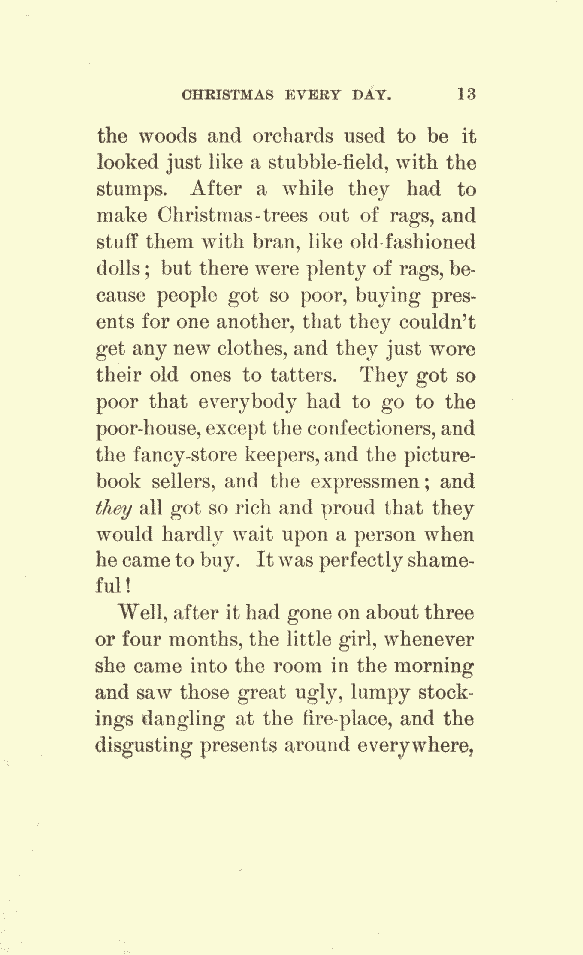 CHRISTMAS EVERY DAY. 13
the woods and orchards used to be it
looked just like a stubble-field, with the
stumps. After a while they had to
make Christmas-trees out of rags, and
stuff them with bran, like old-fashioned
dolls; but there were plenty of rags, be-
cause people got so poor, buying pres-
ents for one another, that they couldn't
get any new clothes, and they just wore
their old ones to tatters. They got so
poor that everybody had to go to the
poor-house, except the confectioners, and
the fancy-store keepers, and the picture-
book sellers, and the expressmen; and
they all got so rich and proud that they
would hardly wait upon a person when
he came to buy. It was perfectly shame-
ful!
Well, after it had gone on about three
or four months, the little girl, whenever
she came into the room in the morning
and saw those great ugly, lumpy stock-
ings dangling at the fire-place, and the
disgusting presents around everywhere,